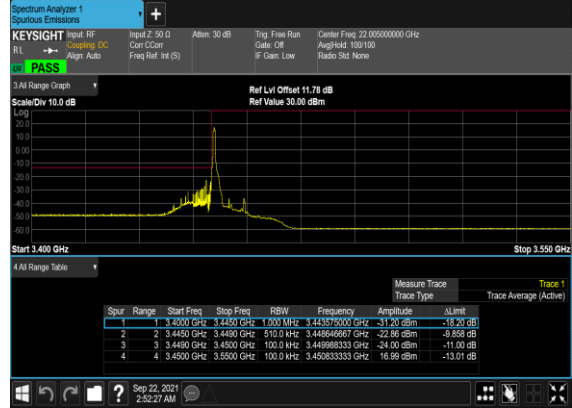 Spectrum Analyzer 1
Spurious Emissions
KEYSIGHT Input: RF Input Z: 50 Ω Atten: 30 dB Trig: Free Run Center Freq: 22.005000000 GHz
RL Coupling: DC Corr CCorr Gate: Off Avg|Hold: 100/100
Align: Auto Freq Ref: Int (S) IF Gain: Low Radio Std: None
LW PASS
3 All Range Graph
Ref Lvl Offset 11.78 dB
Scale/Div 10.0 dB Ref Value 30.00 dBm
Log
20.0
10.0
0.00
-10.0
-20.0
-30.0
-40.0
-50.0
-60.0
Start 3.400 GHz Stop 3.550 GHz
4 All Range Table
Measure Trace Trace 1
Trace Type Trace Average (Active)
Spur Range Start Freq Stop Freq RBW Frequency Amplitude ΔLimit
1 1 3.4000 GHz 3.4450 GHz 1.000 MHz 3.443575000 GHz -31.20 dBm -18.20 dB
2 2 3.4450 GHz 3.4490 GHz 510.0 kHz 3.448646667 GHz -22.86 dBm -9.858 dB
3 3 3.4490 GHz 3.4500 GHz 100.0 kHz 3.449988333 GHz -24.00 dBm -11.00 dB
4 4 3.4500 GHz 3.5500 GHz 100.0 kHz 3.450833333 GHz 16.99 dBm -13.01 dB
Sep 22, 2021
2:52:27 AM